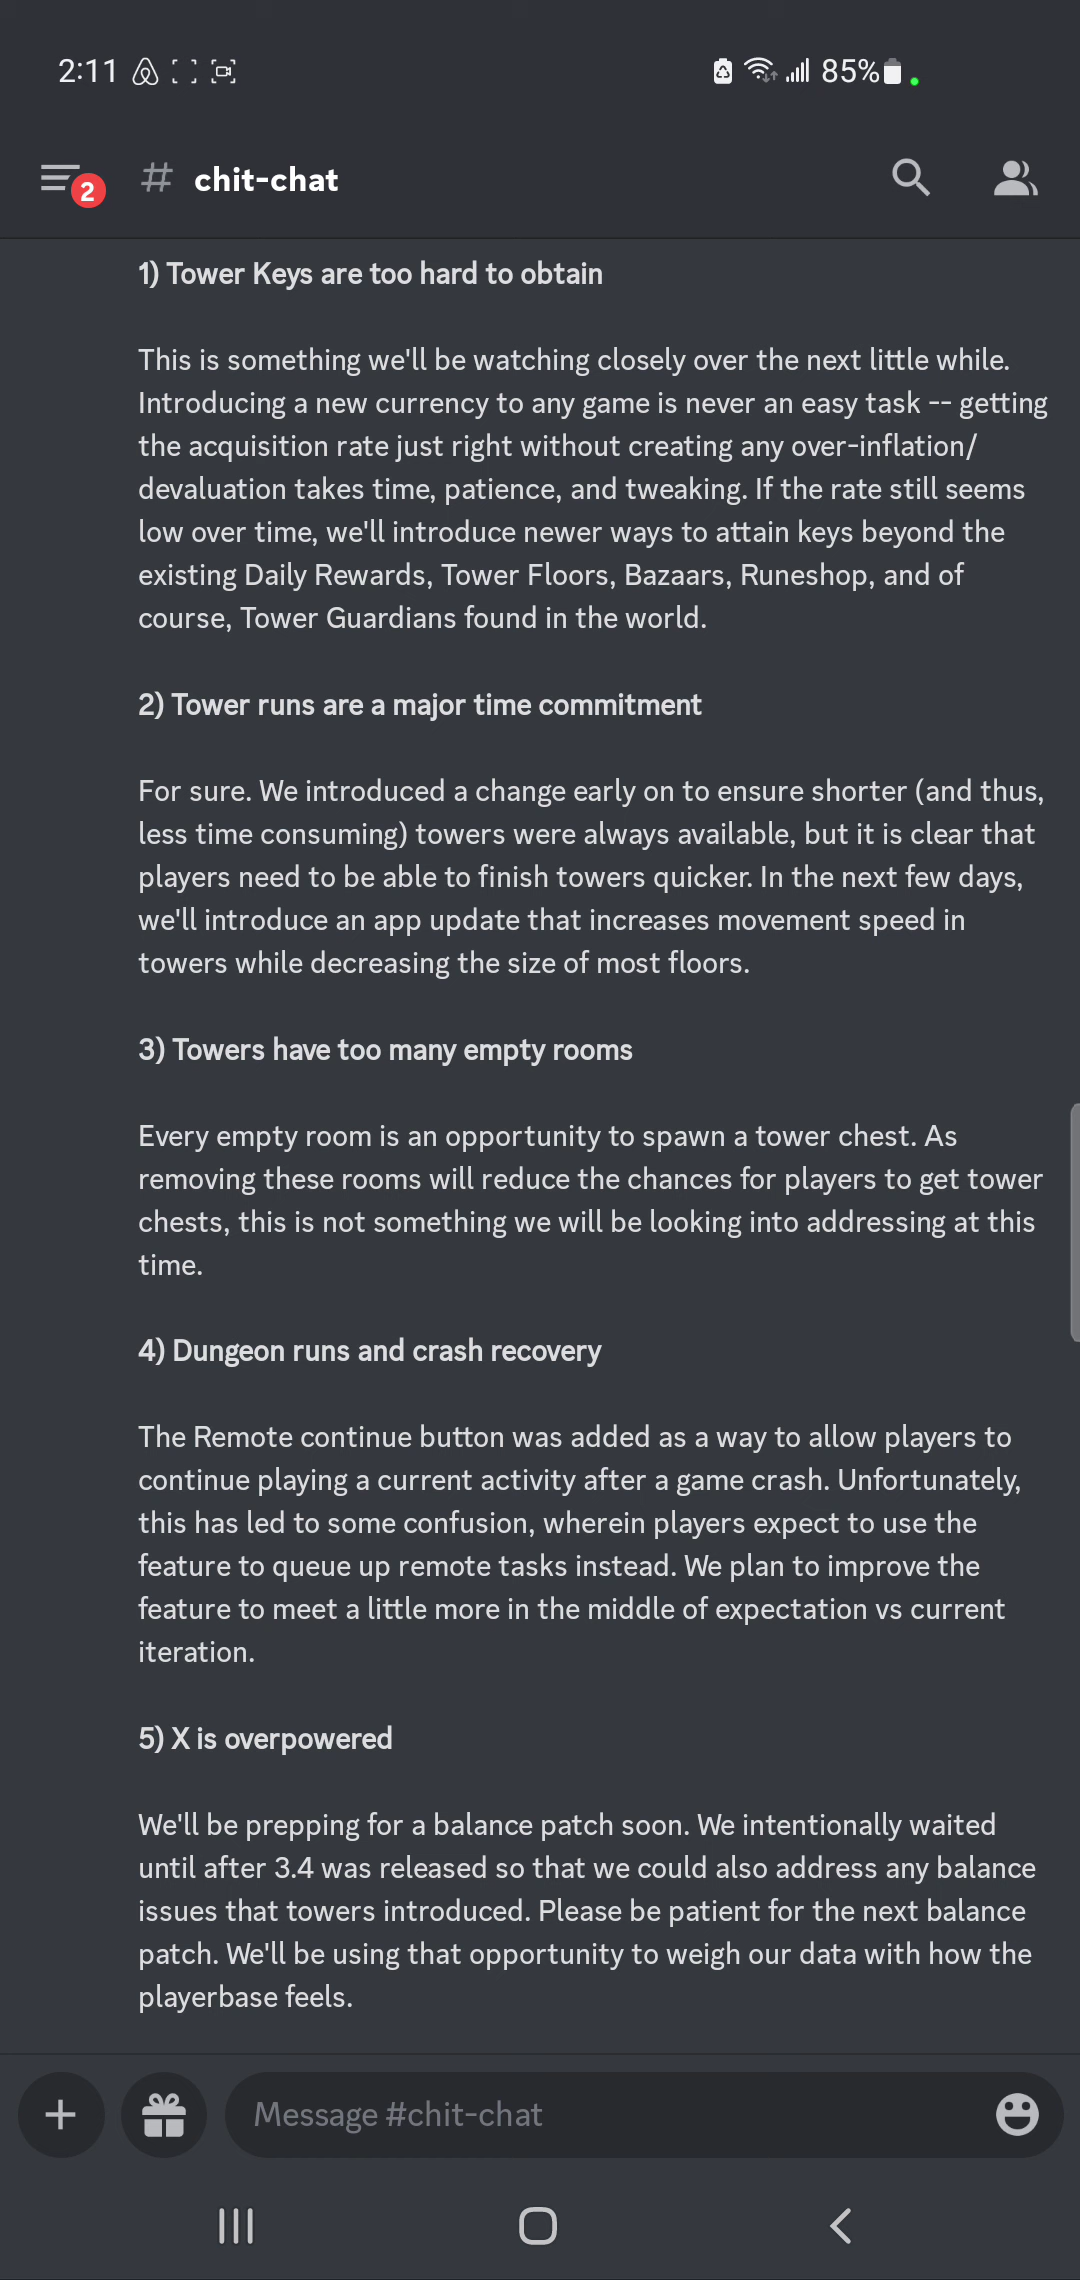 2:11
85%
2
# chit-chat
1) Tower Keys are too hard to obtain
This is something we'll be watching closely over the next little while.
Introducing a new currency to any game is never an easy task -- getting
the acquisition rate just right without creating any over-inflation/
devaluation takes time, patience, and tweaking. If the rate still seems
low over time, we'll introduce newer ways to attain keys beyond the
existing Daily Rewards, Tower Floors, Bazaars, Runeshop, and of
course, Tower Guardians found in the world.
2) Tower runs are a major time commitment
For sure. We introduced a change early on to ensure shorter (and thus,
less time consuming) towers were always available, but it is clear that
players need to be able to finish towers quicker. In the next few days,
we'll introduce an app update that increases movement speed in
towers while decreasing the size of most floors.
3) Towers have too many empty rooms
Every empty room is an opportunity to spawn a tower chest. As
removing these rooms will reduce the chances for players to get tower
chests, this is not something we will be looking into addressing at this
time.
4) Dungeon runs and crash recovery
The Remote continue button was added as a way to allow players to
continue playing a current activity after a game crash. Unfortunately,
this has led to some confusion, wherein players expect to use the
feature to queue up remote tasks instead. We plan to improve the
feature to meet a little more in the middle of expectation vs current
iteration.
5) X is overpowered
We'll be prepping for a balance patch soon. We intentionally waited
until after 3.4 was released so that we could also address any balance
issues that towers introduced. Please be patient for the next balance
patch. We'll be using that opportunity to weigh our data with how the
playerbase feels.
Message #chit-chat